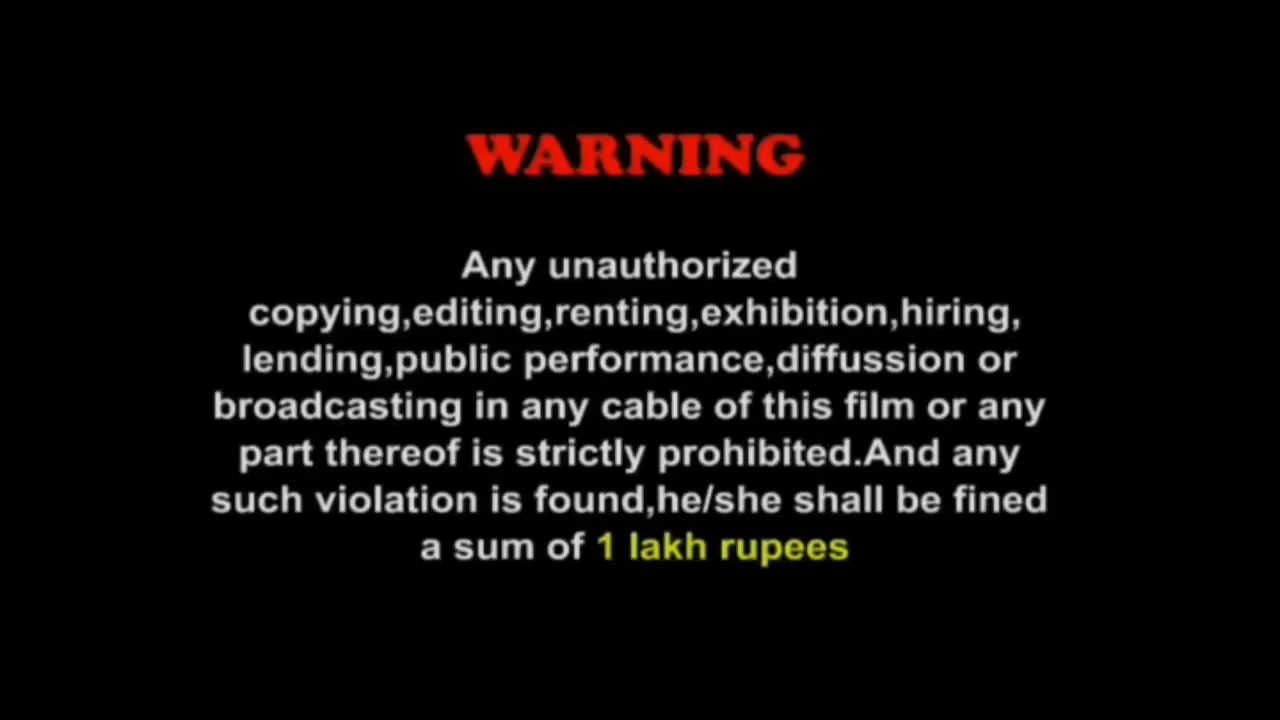 WARNING
Any unauthorized
copying,editing,renting,exhibition,hiring,
lending,public performance,diffussion or
broadcasting in any cable of this film or any
part thereof is strictly prohibited.And any
such violation is found,he/she shall be fined
a sum of 1 lakh rupees